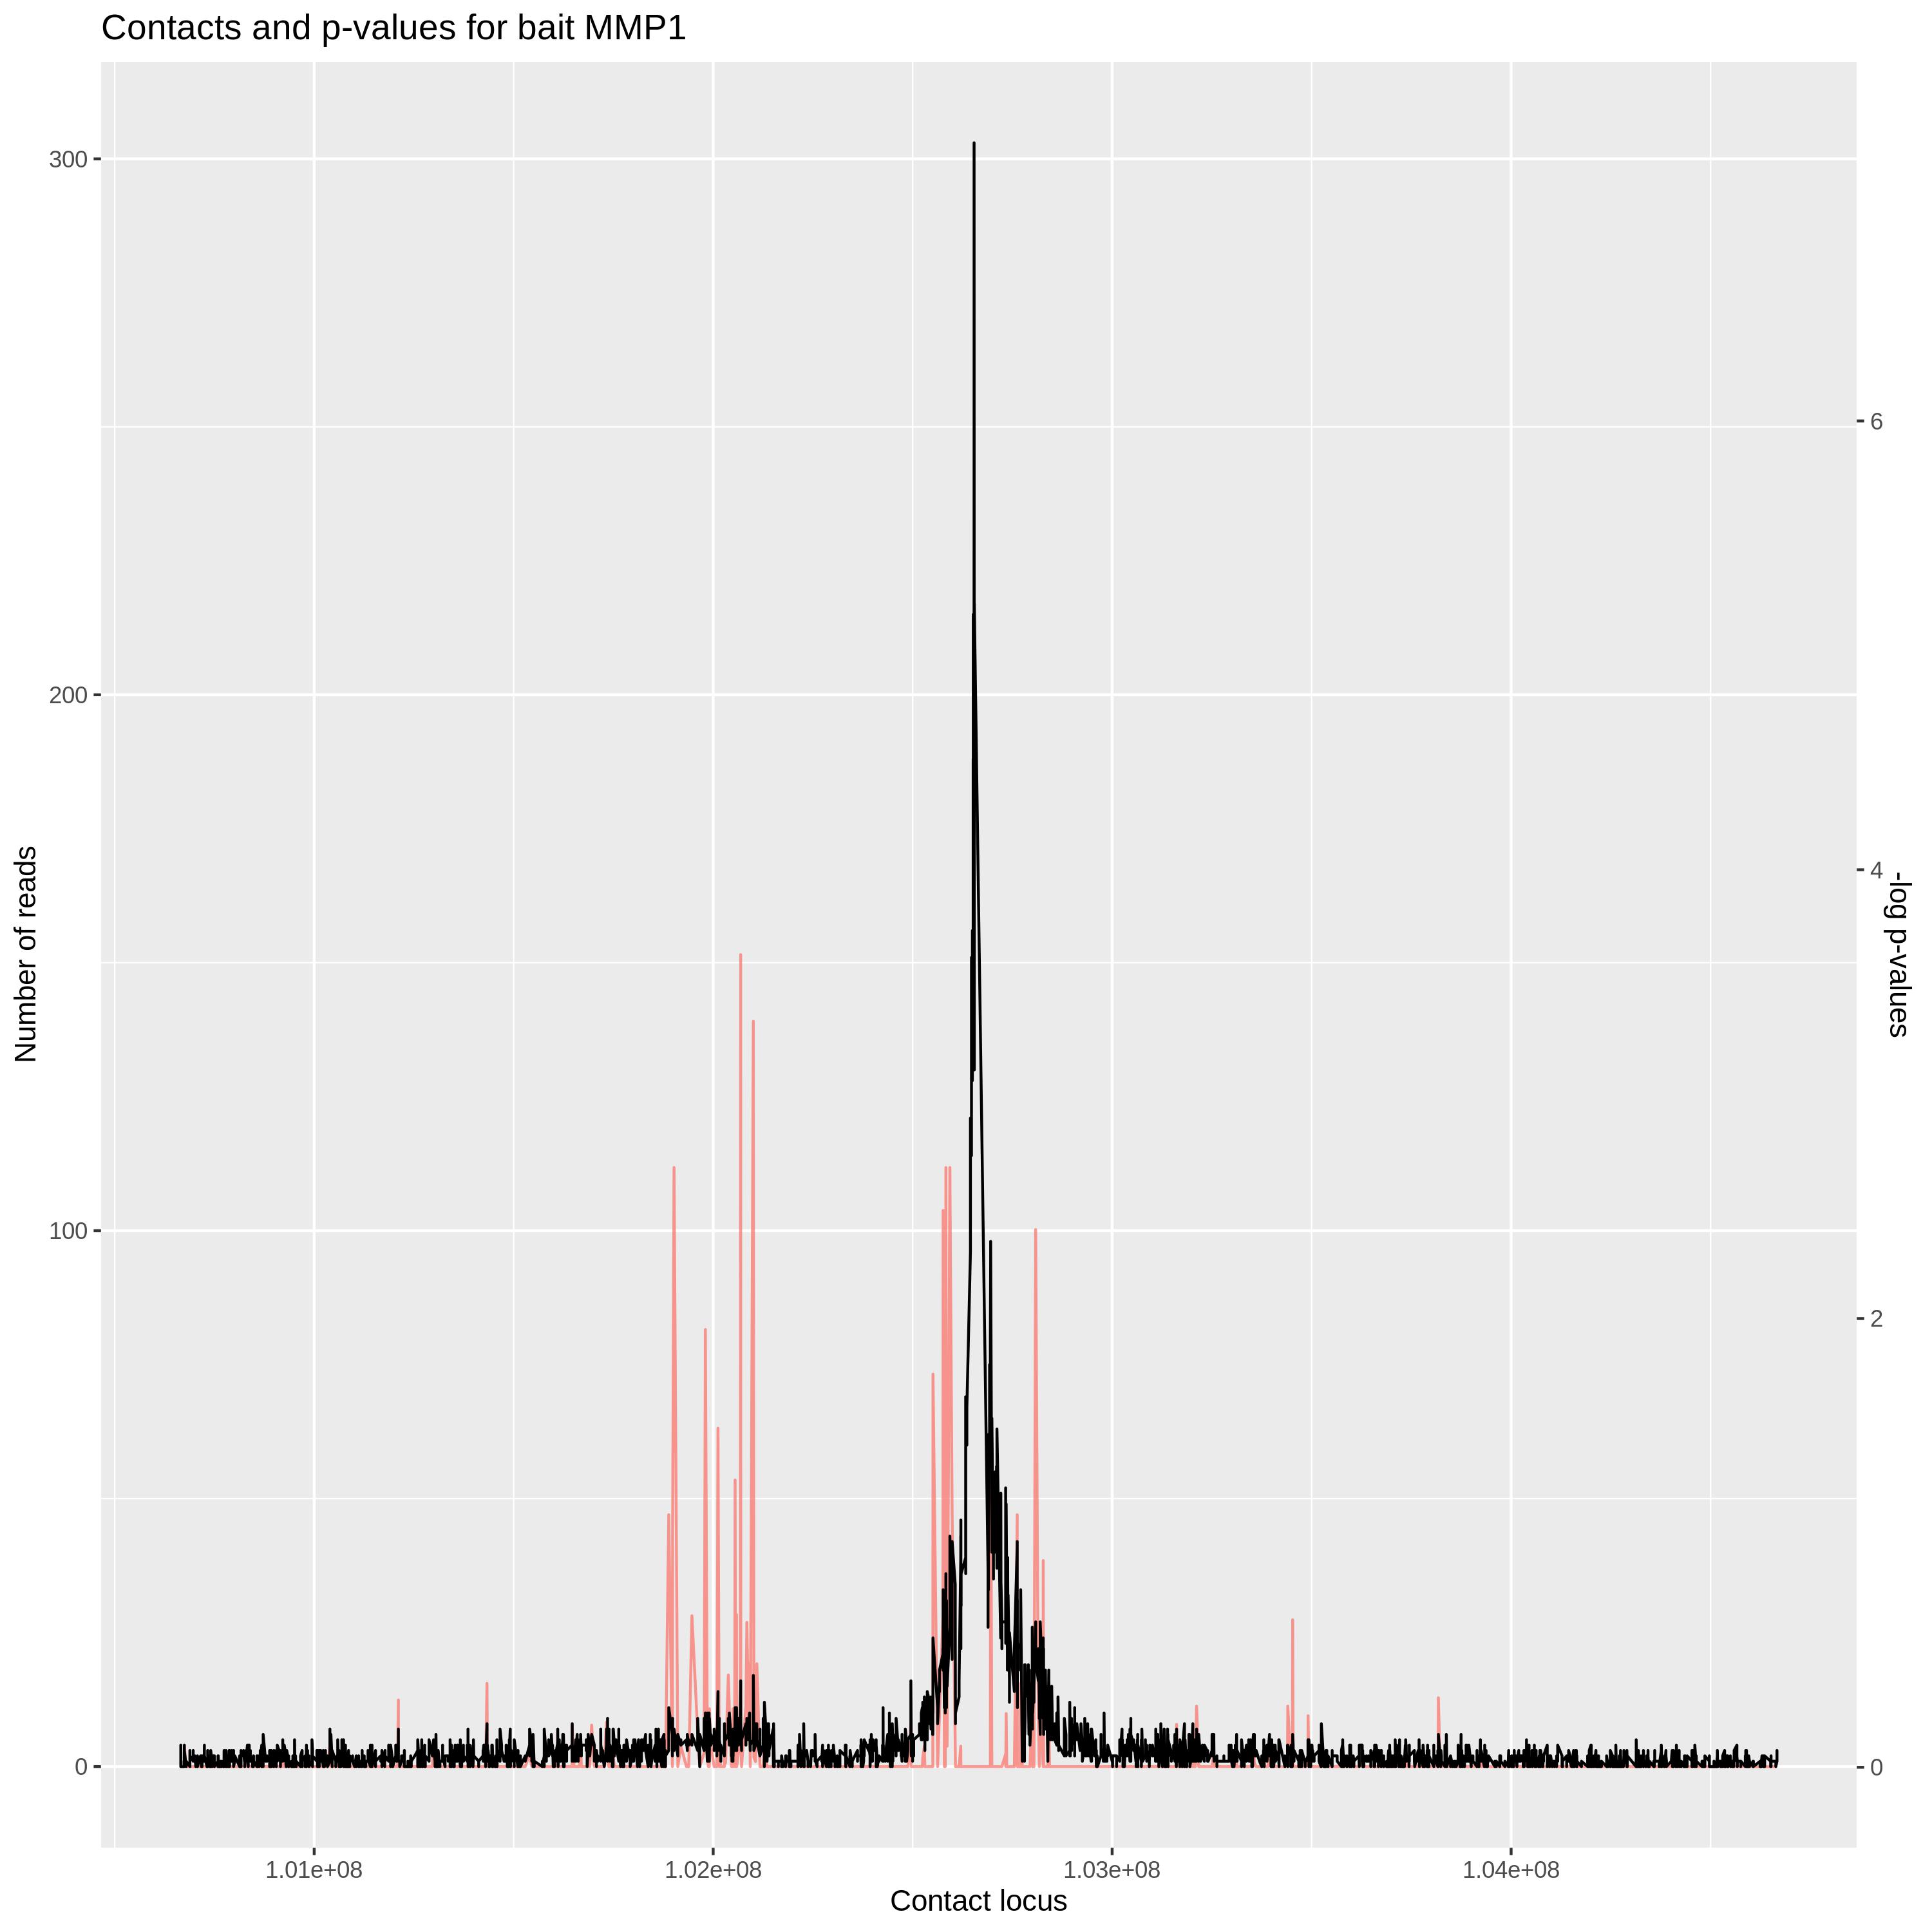 Contacts and p-values for bait MMP1
300
200
100
0
Number of reads
6
4
2
0
-log p-values
1.01e+08
1.02e+08
1.03e+08
1.04e+08
Contact locus